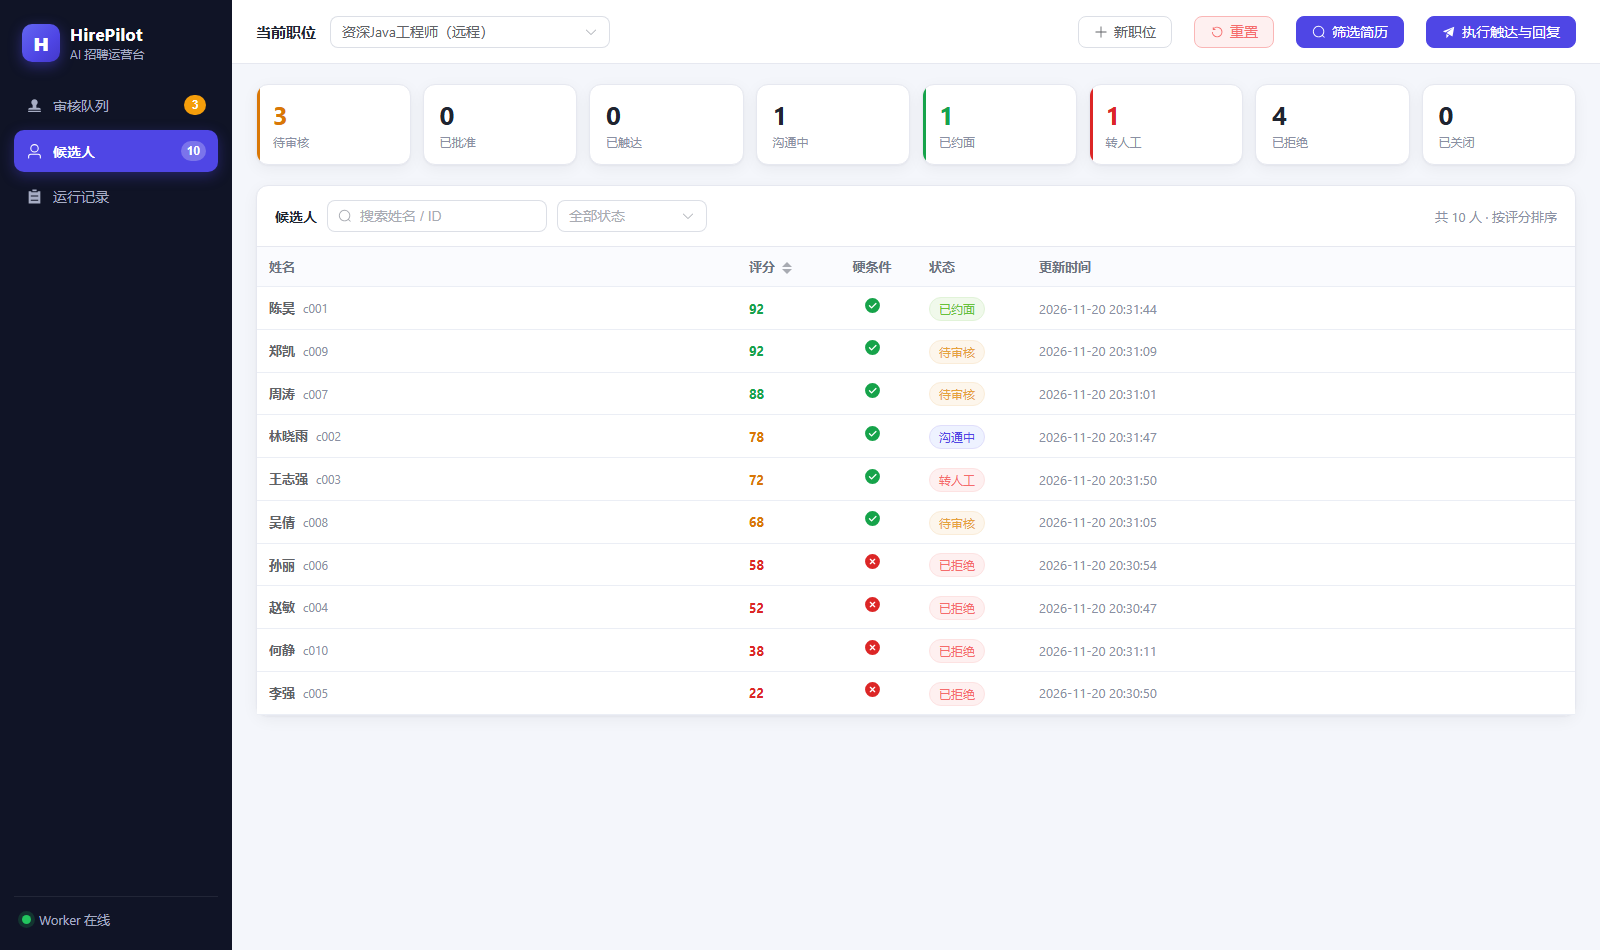 H
HirePilot
AI 招聘运营台
审核队列 3
候选人 10
运行记录
Worker 在线
当前职位 资深Java工程师（远程） 新职位 重置 筛选简历 执行触达与回复
3 0 0 1 1 1 4 0
待审核 已批准 已触达 沟通中 已约面 转人工 已拒绝 已关闭
候选人 搜索姓名 / ID 全部状态 共 10 人 · 按评分排序
姓名 评分 硬条件 状态 更新时间
陈昊 c001 92 已约面 2026-11-20 20:31:44
郑凯 c009 92 待审核 2026-11-20 20:31:09
周涛 c007 88 待审核 2026-11-20 20:31:01
林晓雨 c002 78 沟通中 2026-11-20 20:31:47
王志强 c003 72 转人工 2026-11-20 20:31:50
吴倩 c008 68 待审核 2026-11-20 20:31:05
孙丽 c006 58 已拒绝 2026-11-20 20:30:54
赵敏 c004 52 已拒绝 2026-11-20 20:30:47
何静 c010 38 已拒绝 2026-11-20 20:31:11
李强 c005 22 已拒绝 2026-11-20 20:30:50